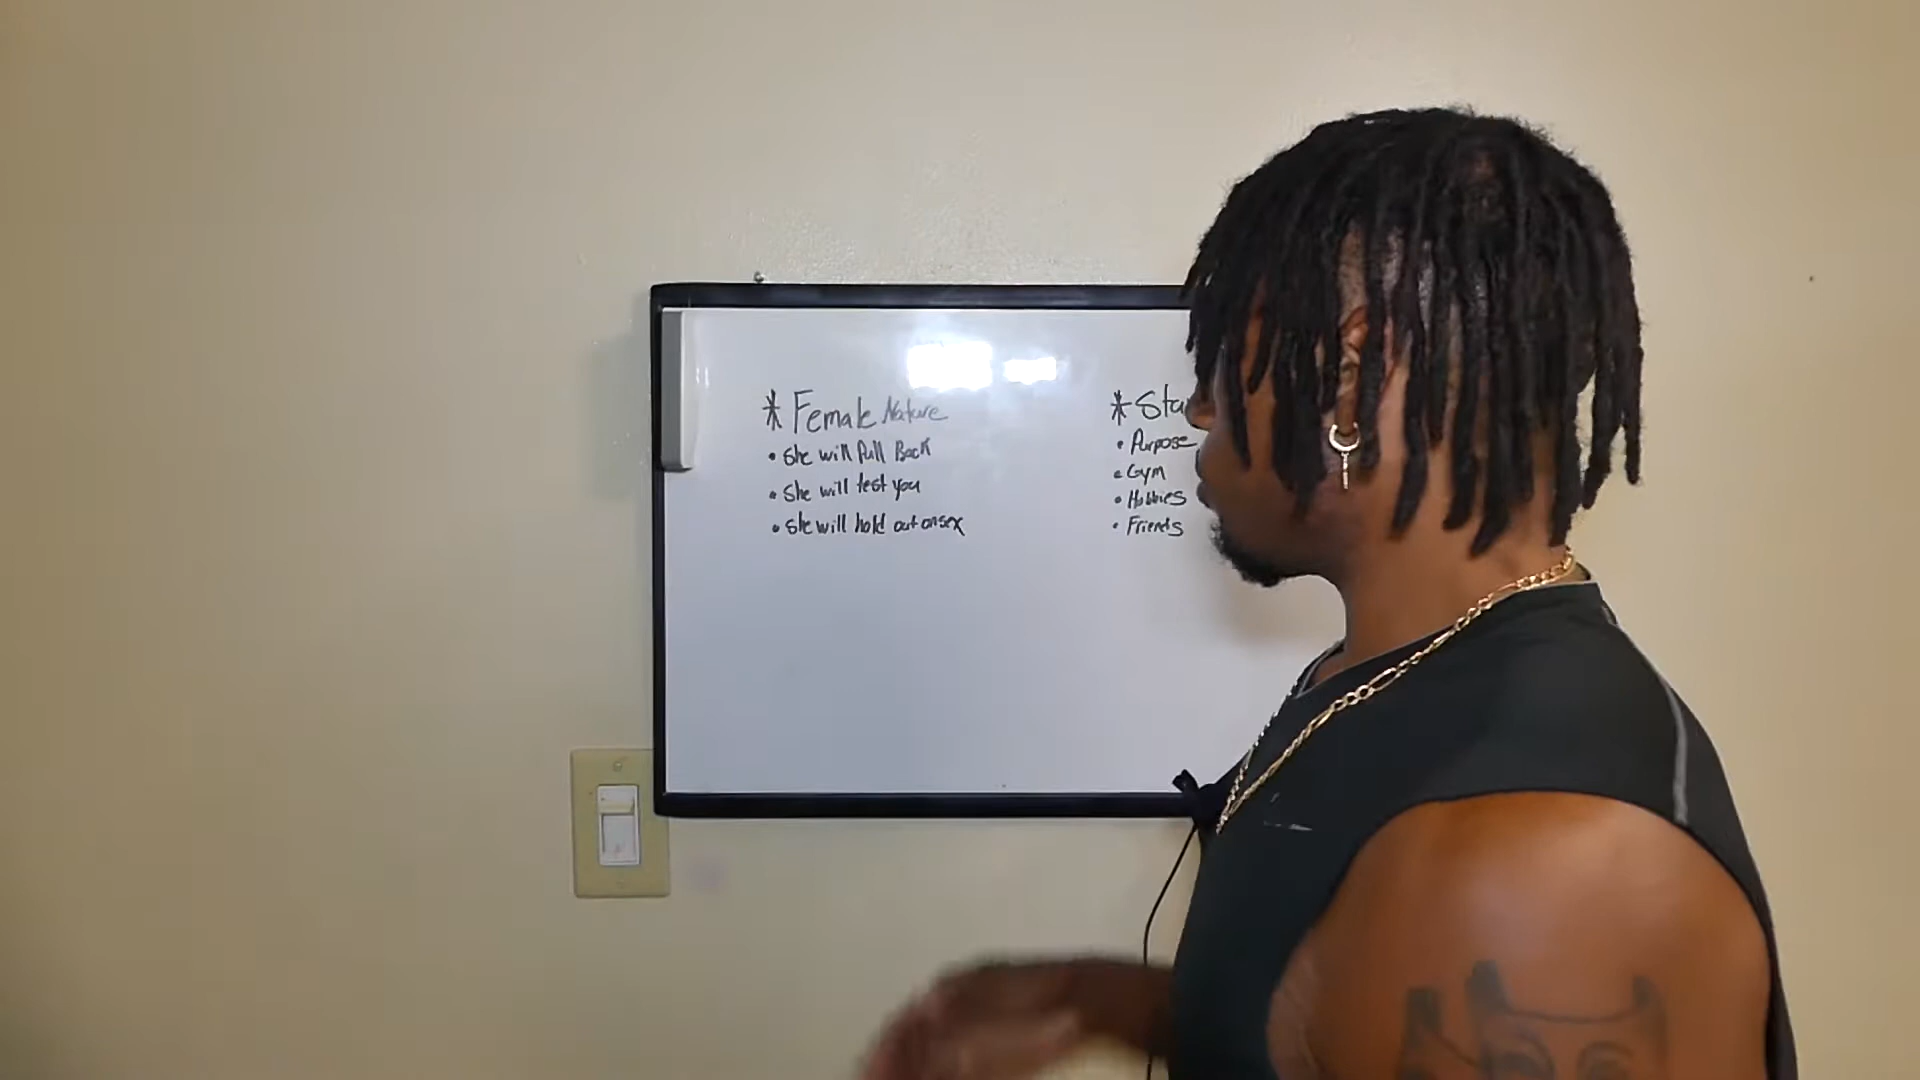 * Female Nature
• She will Pull Back
• She will test you
• She will hold out on sex
* Sta
• Purpose
• Gym
• Hobbies
• Friends